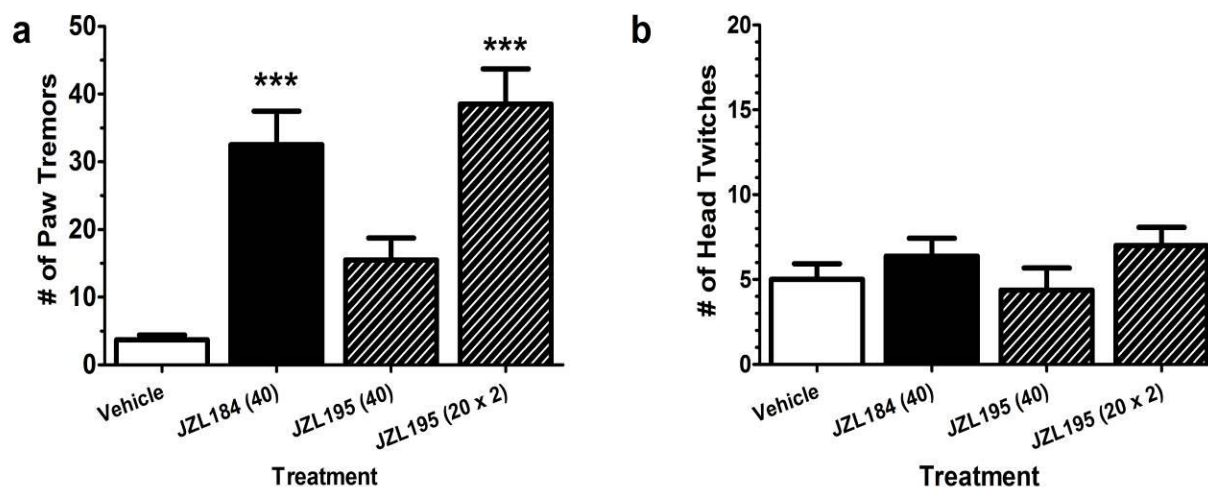 a
# of Paw Tremors
50
40
30
20
10
0
***
***
Vehicle
JZL184 (40)
JZL195 (40)
JZL195 (20 x 2)
Treatment
b
# of Head Twitches
20
15
10
5
0
Vehicle
JZL184 (40)
JZL195 (40)
JZL195 (20 x 2)
Treatment